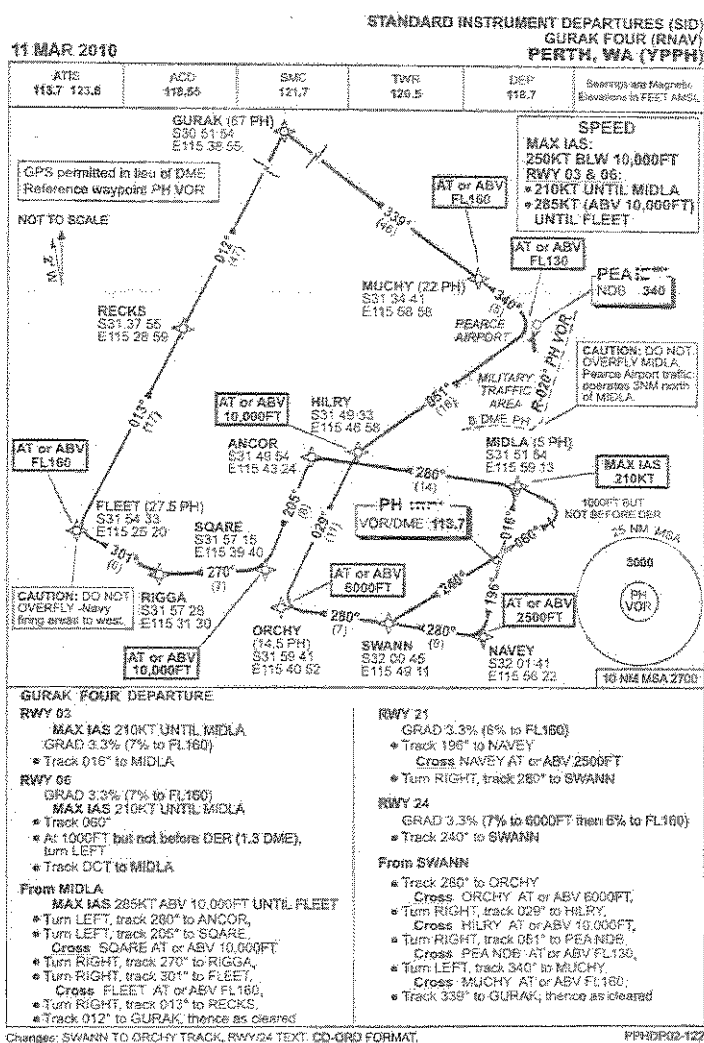 STANDARD INSTRUMENT DEPARTURES (SID)
GURAK FOUR (RNAV)
11 MAR 2010
PERTH, WA (YPPH)
ATIS
113.7 123.8
ACD
118.55
SMC
121.7
TWR
120.5
DEP
118.7
Bearings are Magnetic
Elevations in FEET AMSL
GURAK (67 PH)
S30 51 54
E115 38 55
SPEED
MAX IAS:
250KT BLW 10,000FT
RWY 03 & 06:
210KT UNTIL MIDLA
285KT (ABV 10,000FT)
UNTIL FLEET
GPS permitted in lieu of DME
Reference waypoint PH VOR
NOT TO SCALE
AT or ABV
FL160
339°
(46)
012°
(47)
AT or ABV
FL130
PEA
NDB 340
MUCHY (22 PH)
S31 34 41
E115 58 58
340°
PEARCE
AIRPORT
RECKS
S31 37 55
E115 28 59
R-020° PH VOR
CAUTION: DO NOT
OVERFLY MIDLA.
Pearce Airport traffic
operates 3NM north
of MIDLA.
MILITARY
TRAFFIC
AREA
051°
(18)
AT or ABV
10,000FT
HILRY
S31 49 33
E115 46 58
5 DME PH
013°
(17)
ANCOR
S31 49 54
E115 43 24
MIDLA (5 PH)
S31 51 54
E115 59 13
AT or ABV
FL160
280°
(14)
MAX IAS
210KT
FLEET (27.5 PH)
S31 54 33
E115 25 20
SQARE
S31 57 15
E115 39 40
205°
(8)
029°
(11)
PH
VOR/DME 113.7
016°
060°
1000FT BUT
NOT BEFORE DER
25 NM MSA
3000
PH
VOR
10 NM MSA 2700
301°
(6)
270°
(7)
AT or ABV
6000FT
240°
196°
AT or ABV
2500FT
CAUTION: DO NOT
OVERFLY -Navy
firing areas to west.
RIGGA
S31 57 28
E115 31 30
280°
(7)
280°
AT or ABV
10,000FT
ORCHY
(14.5 PH)
S31 59 41
E115 40 52
SWANN
S32 00 45
E115 49 11
NAVEY
S32 01 41
E115 56 23
GURAK FOUR DEPARTURE
RWY 03
MAX IAS 210KT UNTIL MIDLA
GRAD 3.3% (7% to FL160)
Track 016° to MIDLA
RWY 06
GRAD 3.3% (7% to FL160)
MAX IAS 210KT UNTIL MIDLA
Track 060°
At 1000FT but not before DER (1.3 DME),
turn LEFT
Track DCT to MIDLA
From MIDLA
MAX IAS 285KT ABV 10,000FT UNTIL FLEET
Turn LEFT, track 280° to ANCOR,
Turn LEFT, track 205° to SQARE,
Cross SQARE AT or ABV 10,000FT
Turn RIGHT, track 270° to RIGGA,
Turn RIGHT, track 301° to FLEET,
Cross FLEET AT or ABV FL160,
Turn RIGHT, track 013° to RECKS,
Track 012° to GURAK, thence as cleared
RWY 21
GRAD 3.3% (6% to FL160)
Track 196° to NAVEY
Cross NAVEY AT or ABV 2500FT
Turn RIGHT, track 280° to SWANN
RWY 24
GRAD 3.3% (7% to 6000FT then 6% to FL160)
Track 240° to SWANN
From SWANN
Track 280° to ORCHY
Cross ORCHY AT or ABV 6000FT,
Turn RIGHT, track 029° to HILRY,
Cross HILRY AT or ABV 10,000FT,
Turn RIGHT, track 051° to PEA NDB,
Cross PEA NDB AT or ABV FL130,
Turn LEFT, track 340° to MUCHY,
Cross MUCHY AT or ABV FL160;
Track 339° to GURAK, thence as cleared
Changes: SWANN TO ORCHY TRACK, RWY 24 TEXT. CD-ORD FORMAT.
PPHDP02-122